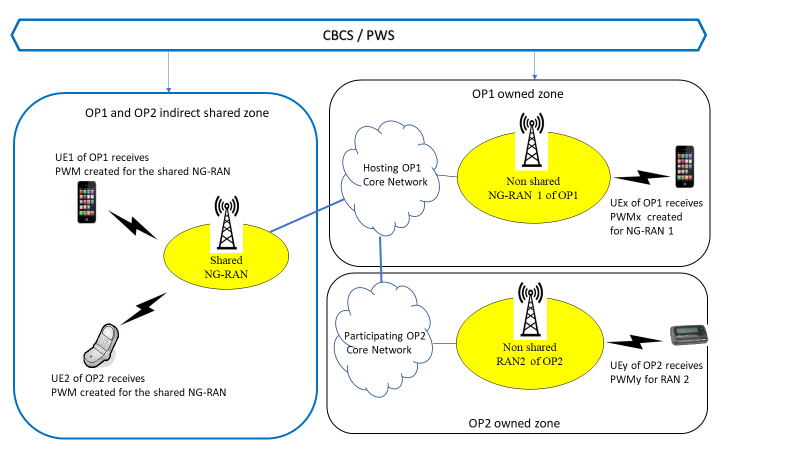 CBCS / PWS
OP1 and OP2 indirect shared zone
UE1 of OP1 receives
PWM created for the shared NG-RAN
Shared
NG-RAN
UE2 of OP2 receives
PWM created for the shared NG-RAN
OP1 owned zone
Hosting OP1
Core Network
Non shared
NG-RAN 1 of OP1
UEx of OP1 receives
PWMx created
for NG-RAN 1
Participating OP2
Core Network
Non shared
RAN2 of OP2
UEy of OP2 receives
PWMy for RAN 2
OP2 owned zone